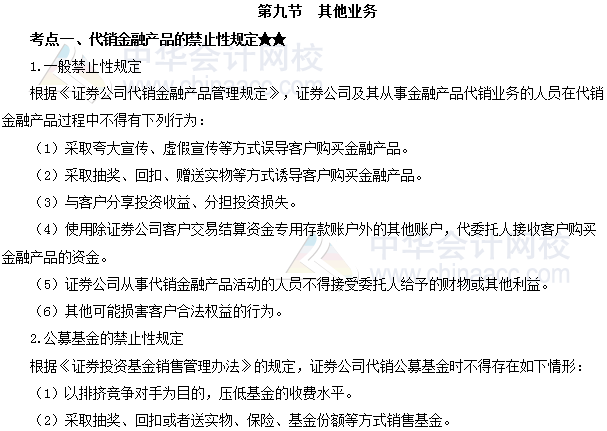 第九节　其他业务
考点一、代销金融产品的禁止性规定★★
1.一般禁止性规定
根据《证券公司代销金融产品管理规定》，证券公司及其从事金融产品代销业务的人员在代销
金融产品过程中不得有下列行为：
（1）采取夸大宣传、虚假宣传等方式误导客户购买金融产品。
（2）采取抽奖、回扣、赠送实物等方式诱导客户购买金融产品。
（3）与客户分享投资收益、分担投资损失。
（4）使用除证券公司客户交易结算资金专用存款账户外的其他账户，代委托人接收客户购买
金融产品的资金。
（5）证券公司从事代销金融产品活动的人员不得接受委托人给予的财物或其他利益。
（6）其他可能损害客户合法权益的行为。
2.公募基金的禁止性规定
根据《证券投资基金销售管理办法》的规定，证券公司代销公募基金时不得存在如下情形：
（1）以排挤竞争对手为目的，压低基金的收费水平。
（2）采取抽奖、回扣或者送实物、保险、基金份额等方式销售基金。
中华会计网校
www.chinaacc.com
中华会计网校
www.chinaacc.com